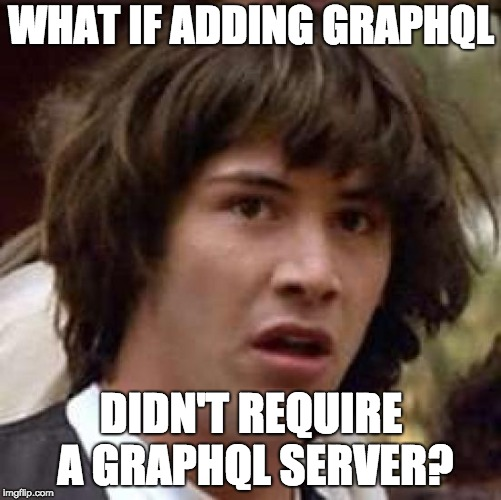 WHAT IF ADDING GRAPHQL
DIDN'T REQUIRE
A GRAPHQL SERVER?
imgflip.com